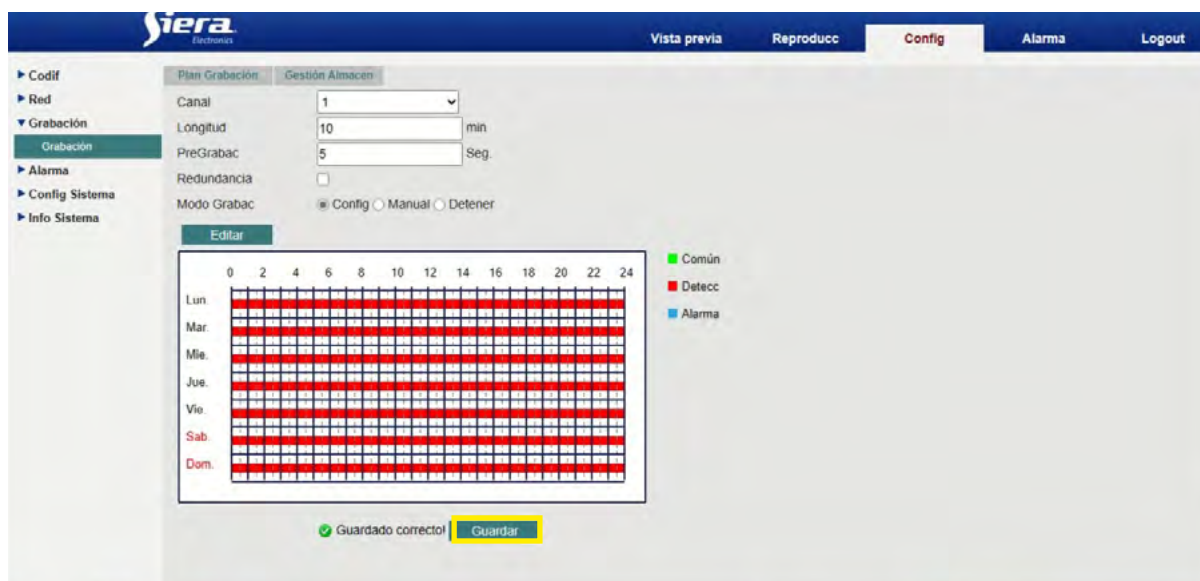 Siera
Electronics
Vista previa Reproducc Config Alarma Logout
Codif
Red
Grabación
Grabación
Alarma
Config Sistema
Info Sistema
Plan Grabación Gestión Almacen
Canal 1
Longitud 10 min
PreGrabac 5 Seg.
Redundancia
Modo Grabac Config Manual Detener
Editar
0 2 4 6 8 10 12 14 16 18 20 22 24
Lun.
Mar.
Mie.
Jue.
Vie.
Sab.
Dom.
Común
Detecc
Alarma
Guardado correcto! Guardar